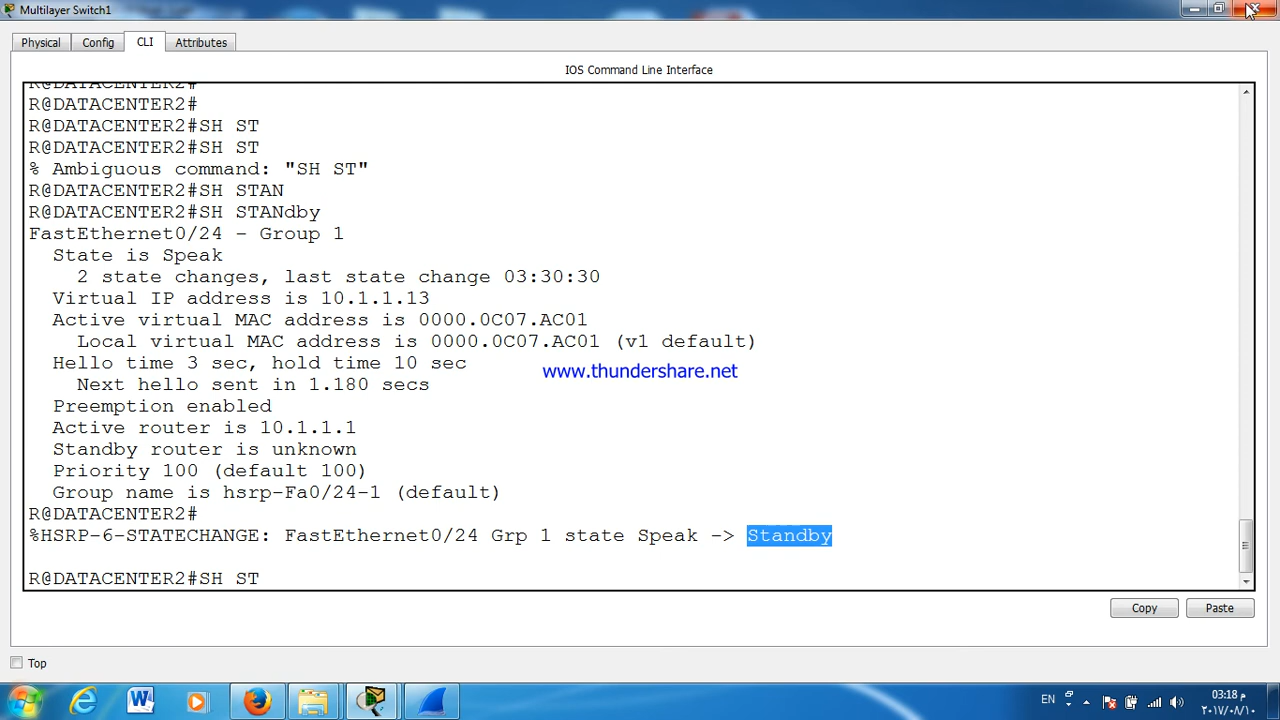 Multilayer Switch1
Physical
Config
CLI
Attributes
IOS Command Line Interface
R@DATACENTER2#
R@DATACENTER2#
R@DATACENTER2#SH ST
R@DATACENTER2#SH ST
% Ambiguous command: "SH ST"
R@DATACENTER2#SH STAN
R@DATACENTER2#SH STANdby
FastEthernet0/24 - Group 1
State is Speak
2 state changes, last state change 03:30:30
Virtual IP address is 10.1.1.13
Active virtual MAC address is 0000.0C07.AC01
Local virtual MAC address is 0000.0C07.AC01 (v1 default)
Hello time 3 sec, hold time 10 sec
www.thundershare.net
Next hello sent in 1.180 secs
Preemption enabled
Active router is 10.1.1.1
Standby router is unknown
Priority 100 (default 100)
Group name is hsrp-Fa0/24-1 (default)
R@DATACENTER2#
%HSRP-6-STATECHANGE: FastEthernet0/24 Grp 1 state Speak -> Standby
R@DATACENTER2#SH ST
Copy
Paste
Top
EN
03:18 م
٢٠١٧/٠٨/١٠